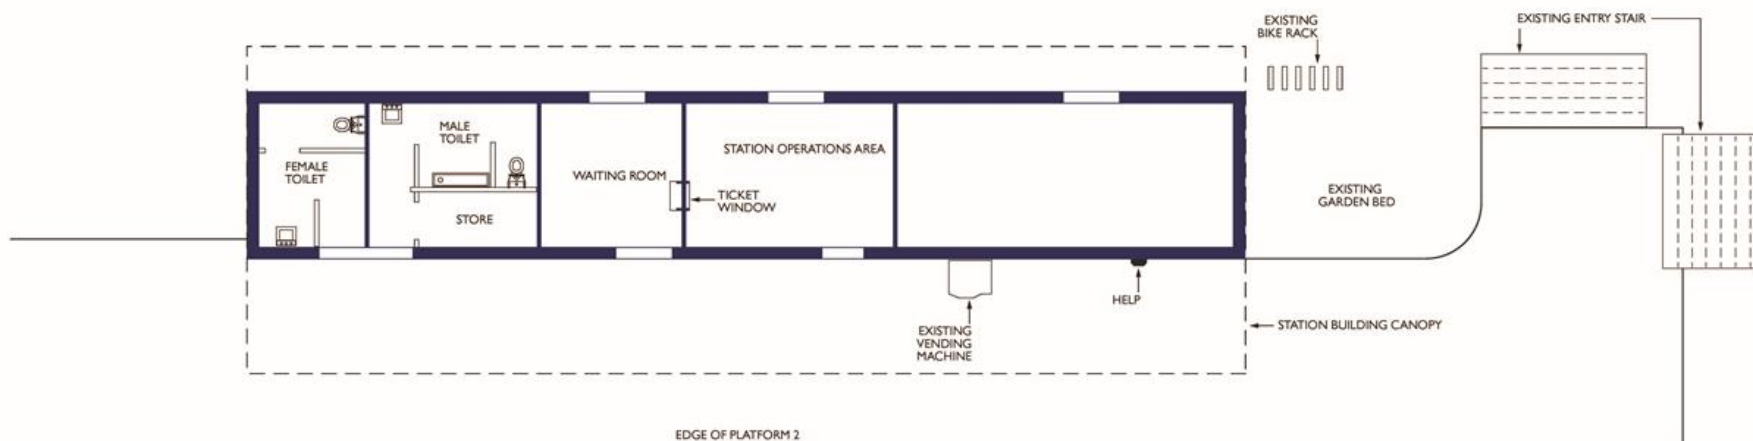 EXISTING
BIKE RACK
EXISTING ENTRY STAIR
MALE
TOILET
STATION OPERATIONS AREA
FEMALE
TOILET
WAITING ROOM
TICKET
WINDOW
EXISTING
GARDEN BED
STORE
HELP
EXISTING
VENDING
MACHINE
STATION BUILDING CANOPY
EDGE OF PLATFORM 2